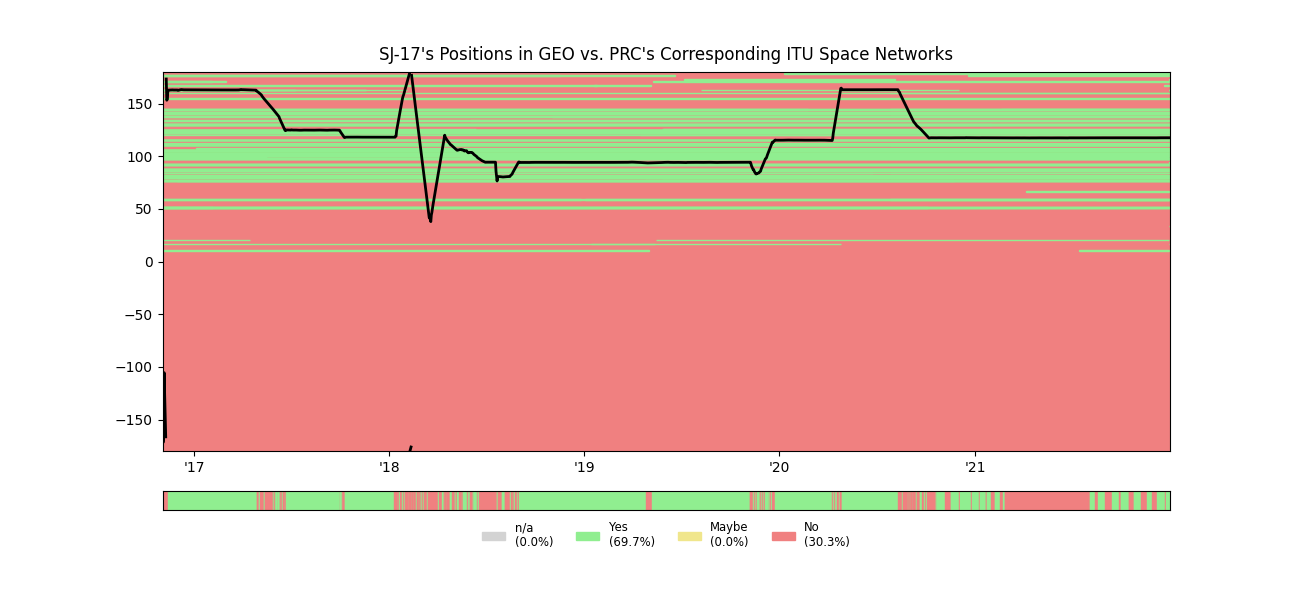 SJ-17's Positions in GEO vs. PRC's Corresponding ITU Space Networks
150
100
50
0
−50
−100
−150
'17 '18 '19 '20 '21
n/a Yes Maybe No
(0.0%) (69.7%) (0.0%) (30.3%)